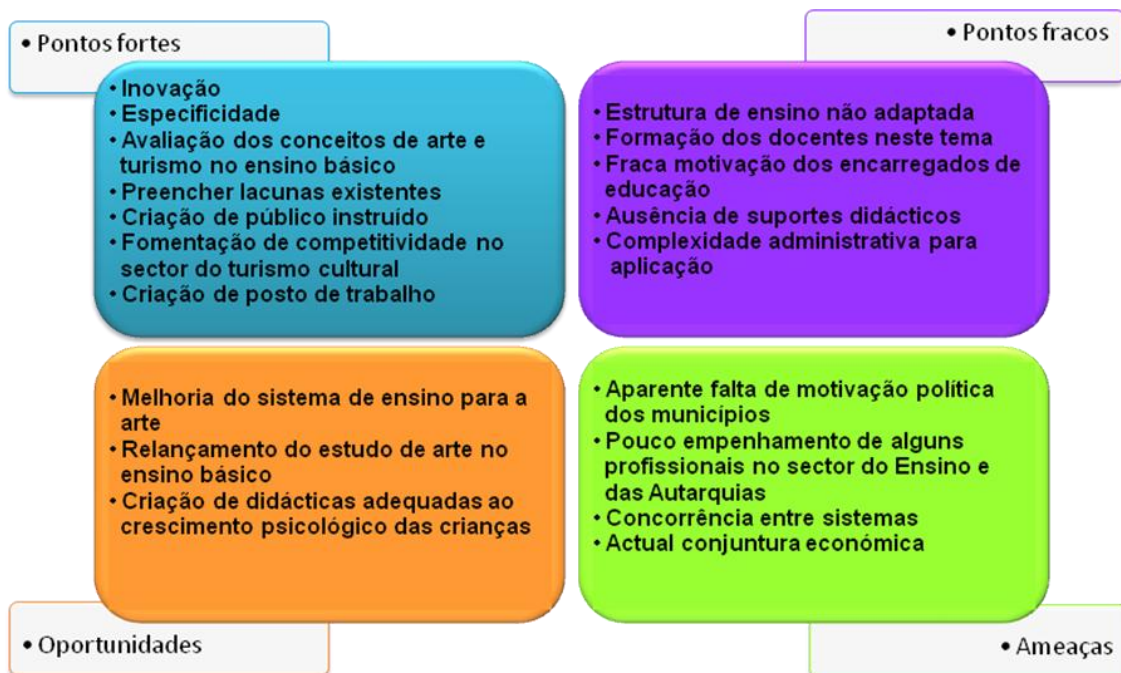 • Pontos fortes
• Inovação
• Especificidade
• Avaliação dos conceitos de arte e
turismo no ensino básico
• Preencher lacunas existentes
• Criação de público instruído
• Fomentação de competitividade no
sector do turismo cultural
• Criação de posto de trabalho
• Pontos fracos
• Estrutura de ensino não adaptada
• Formação dos docentes neste tema
• Fraca motivação dos encarregados de
educação
• Ausência de suportes didácticos
• Complexidade administrativa para
aplicação
• Melhoria do sistema de ensino para a
arte
• Relançamento do estudo de arte no
ensino básico
• Criação de didácticas adequadas ao
crescimento psicológico das crianças
• Oportunidades
• Aparente falta de motivação política
dos municípios
• Pouco empenhamento de alguns
profissionais no sector do Ensino e
das Autarquias
• Concorrência entre sistemas
• Actual conjuntura económica
• Ameaças